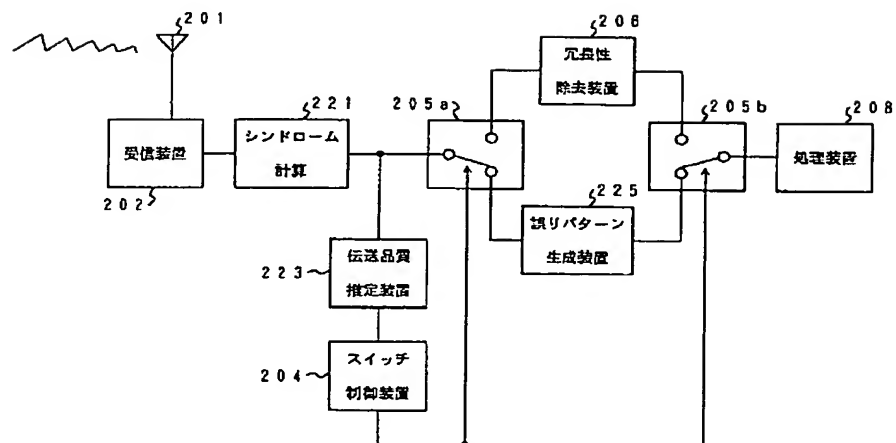 201
206
冗長性
除去装置
221
205a
205b
208
受信装置
202
シンドローム
計算
処理装置
225
誤りパターン
生成装置
223
伝送品質
推定装置
204
スイッチ
制御装置